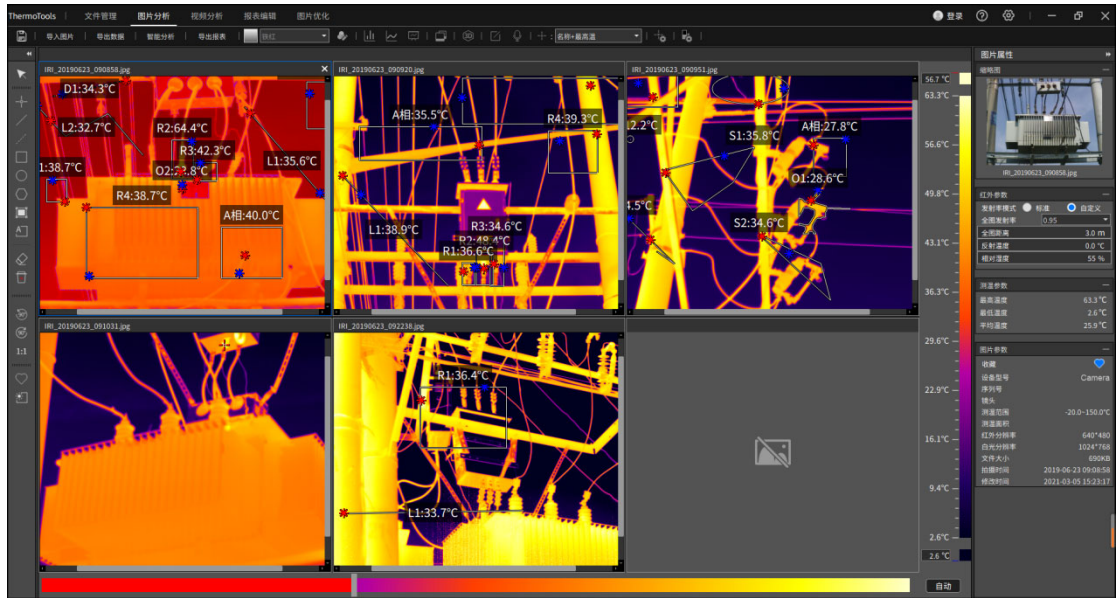 ThermoTools 文件管理 图片分析 视频分析 报表编辑 图片优化 登录
导入图片 导出数据 智能分析 导出报表 铁红 3D 名称+最高温
IRI_20190623_090858.jpg
D1:34.3°C
L2:32.7°C
R2:64.4°C
R3:42.3°C
1:38.7°C
L1:35.6°C
R4:38.7°C
A相:40.0°C
IRI_20190623_090920.jpg
A相:35.5°C
R4:39.3°C
L1:38.9°C
R3:34.6°C
R2:48.4°C
R1:36.6°C
IRI_20190623_090951.jpg
2.2°C
S1:35.8°C
A相:27.8°C
O1:28.6°C
4.5°C
S2:34.6°C
IRI_20190623_091031.jpg
IRI_20190623_092238.jpg
R1:36.4°C
L1:33.7°C
1:1
A
56.7 °C
63.3°C
56.6°C
49.8°C
43.1°C
36.3°C
29.6°C
22.9°C
16.1°C
9.4°C
2.6°C
2.6 °C
自动
图片属性
缩略图
IRI_20190623_090858.jpg
红外参数
发射率模式 标准 自定义
全图发射率 0.95
全图距离 3.0 m
反射温度 0.0 °C
相对湿度 55 %
测温参数
最高温度 63.3°C
最低温度 2.6°C
平均温度 25.9°C
图片参数
收藏
设备型号 Camera
序列号
镜头
测温范围 -20.0~150.0°C
测温面积
红外分辨率 640*480
白光分辨率 1024*768
文件大小 690KB
拍摄时间 2019-06-23 09:08:58
修改时间 2021-03-05 15:23:17